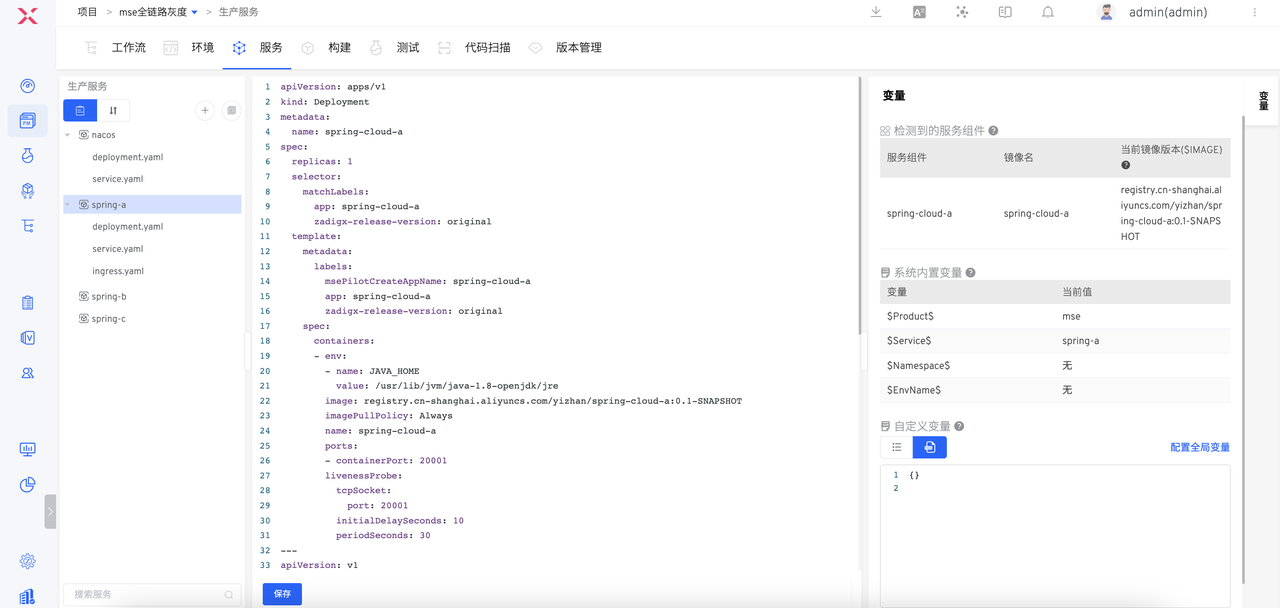 项目 > mse全链路灰度 > 生产服务
admin(admin)
工作流 环境 服务 构建 测试 代码扫描 版本管理
生产服务
nacos
deployment.yaml
service.yaml
spring-a
deployment.yaml
service.yaml
ingress.yaml
spring-b
spring-c
搜索服务
1 apiVersion: apps/v1
2 kind: Deployment
3 metadata:
4 name: spring-cloud-a
5 spec:
6 replicas: 1
7 selector:
8 matchLabels:
9 app: spring-cloud-a
10 zadigx-release-version: original
11 template:
12 metadata:
13 labels:
14 msePilotCreateAppName: spring-cloud-a
15 app: spring-cloud-a
16 zadigx-release-version: original
17 spec:
18 containers:
19 - env:
20 - name: JAVA_HOME
21 value: /usr/lib/jvm/java-1.8-openjdk/jre
22 image: registry.cn-shanghai.aliyuncs.com/yizhan/spring-cloud-a:0.1-SNAPSHOT
23 imagePullPolicy: Always
24 name: spring-cloud-a
25 ports:
26 - containerPort: 20001
27 livenessProbe:
28 tcpSocket:
29 port: 20001
30 initialDelaySeconds: 10
31 periodSeconds: 30
32 ---
33 apiVersion: v1
保存
变量
变量
检测到的服务组件
服务组件 镜像名 当前镜像版本($IMAGE)
spring-cloud-a spring-cloud-a registry.cn-shanghai.al
iyuncs.com/yizhan/spr
ing-cloud-a:0.1-SNAPS
HOT
系统内置变量
变量 当前值
$Product$ mse
$Service$ spring-a
$Namespace$ 无
$EnvName$ 无
自定义变量
配置全局变量
1 {}
2